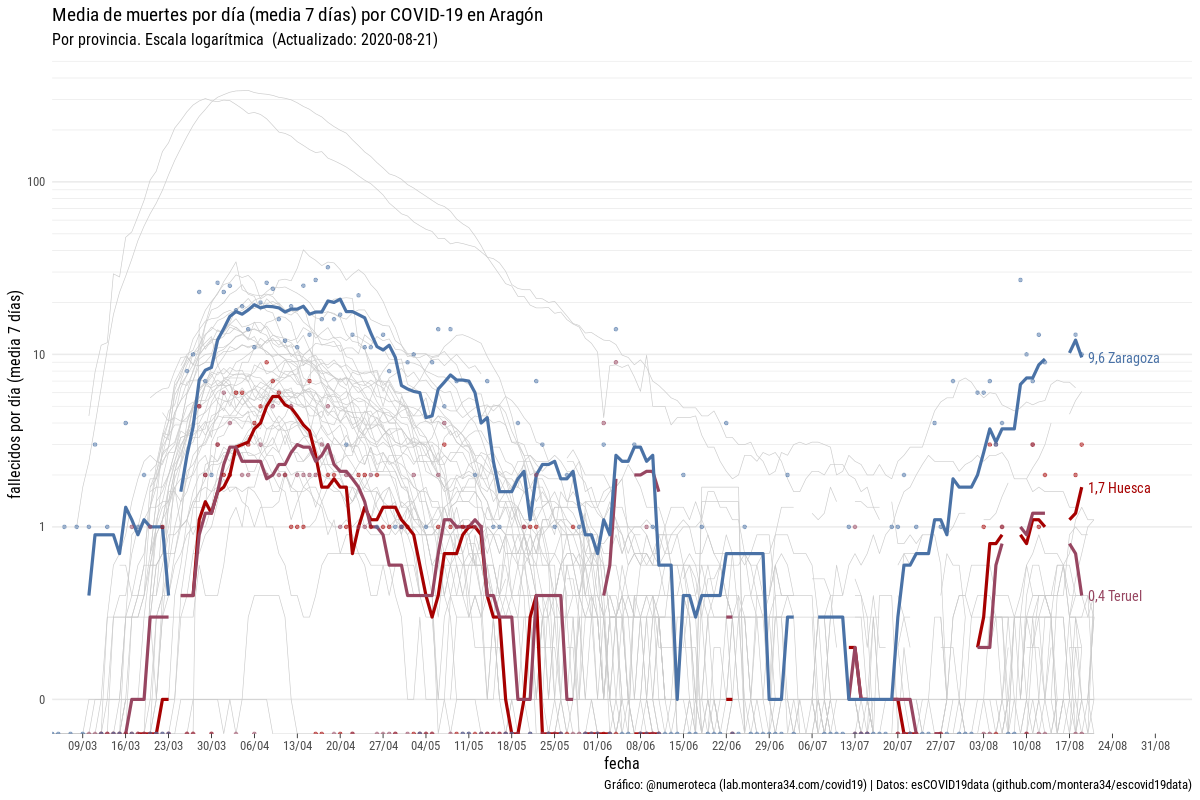 Media de muertes por día (media 7 días) por COVID-19 en Aragón
Por provincia. Escala logarítmica (Actualizado: 2020-08-21)
fallecidos por día (media 7 días)
100
10
1
0
9,6 Zaragoza
1,7 Huesca
0,4 Teruel
09/03 16/03 23/03 30/03 06/04 13/04 20/04 27/04 04/05 11/05 18/05 25/05 01/06 08/06 15/06 22/06 29/06 06/07 13/07 20/07 27/07 03/08 10/08 17/08 24/08 31/08
fecha
Gráfico: @numeroteca (lab.montera34.com/covid19) | Datos: esCOVID19data (github.com/montera34/escovid19data)